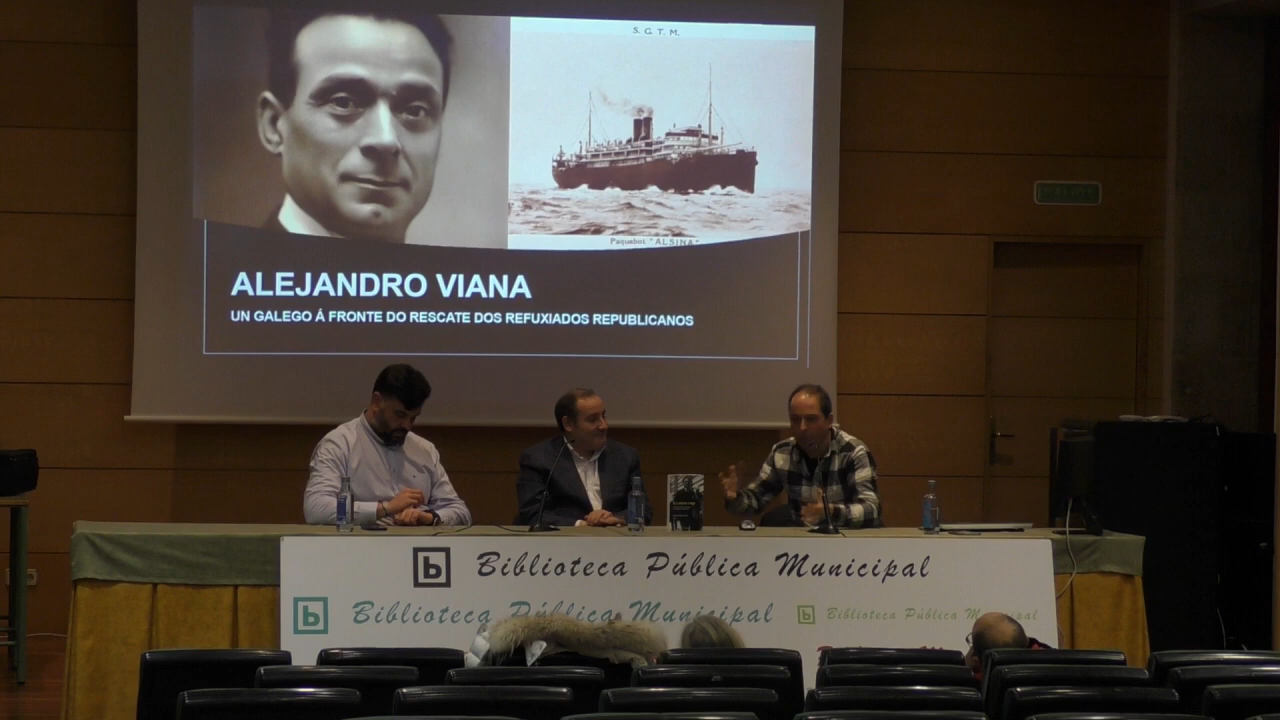 S. G. T. M.
Paquebot "ALSINA"
ALEJANDRO VIANA
UN GALEGO Á FRONTE DO RESCATE DOS REFUXIADOS REPUBLICANOS
b Biblioteca Pública Municipal
b Biblioteca Pública Municipal
b Biblioteca Pública Municipal